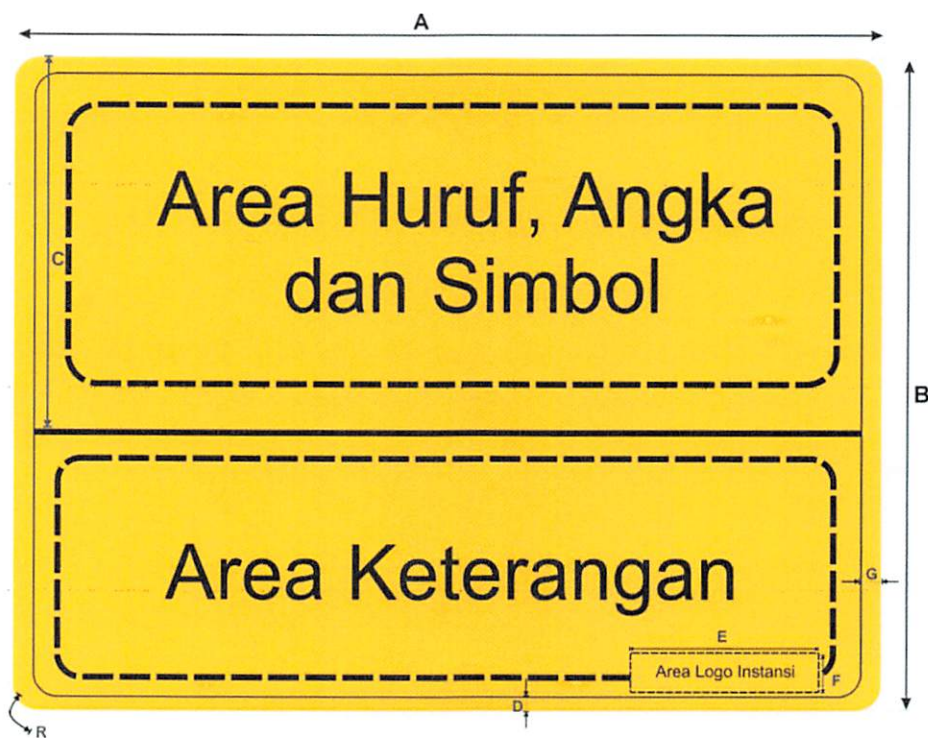 A
Area Huruf, Angka
dan Simbol
C
B
Area Keterangan
G
E
Area Logo Instansi
F
D
R